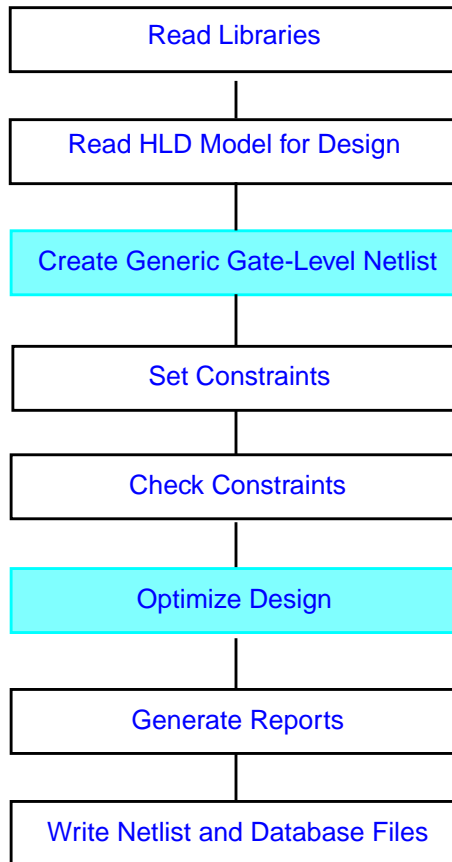 Read Libraries
Read HLD Model for Design
Create Generic Gate-Level Netlist
Set Constraints
Check Constraints
Optimize Design
Generate Reports
Write Netlist and Database Files